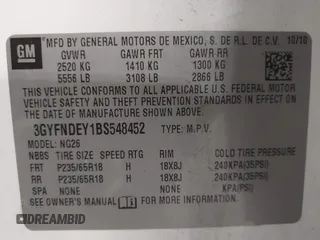 GM
MFD BY GENERAL MOTORS DE MEXICO, S. DE R.L. DE C.V. 10/10
GVWR GAWR FRT GAWR RR
2520 KG 1410 KG 1300 KG
5556 LB 3108 LB 2866 LB
THIS VEHICLE CONFORMS TO ALL APPLICABLE U.S.
FEDERAL MOTOR VEHICLE SAFETY, BUMPER, AND
THEFT PREVENTION STANDARDS IN EFFECT ON
THE DATE OF MANUFACTURE SHOWN ABOVE.
3GYFNDEY1BS548452 TYPE: M.P.V.
MODEL: NG26
NBBS TIRE SIZE SPEED RTG RIM COLD TIRE PRESSURE
FRT P235/65R18 H 18X8J 240KPA(35PSI)
RR P235/65R18 H 18X8J 240KPA(35PSI)
SPA NONE NONE KPA(PSI)
SEE OWNER'S MANUAL FOR MORE INFORMATION.
DREAMBID